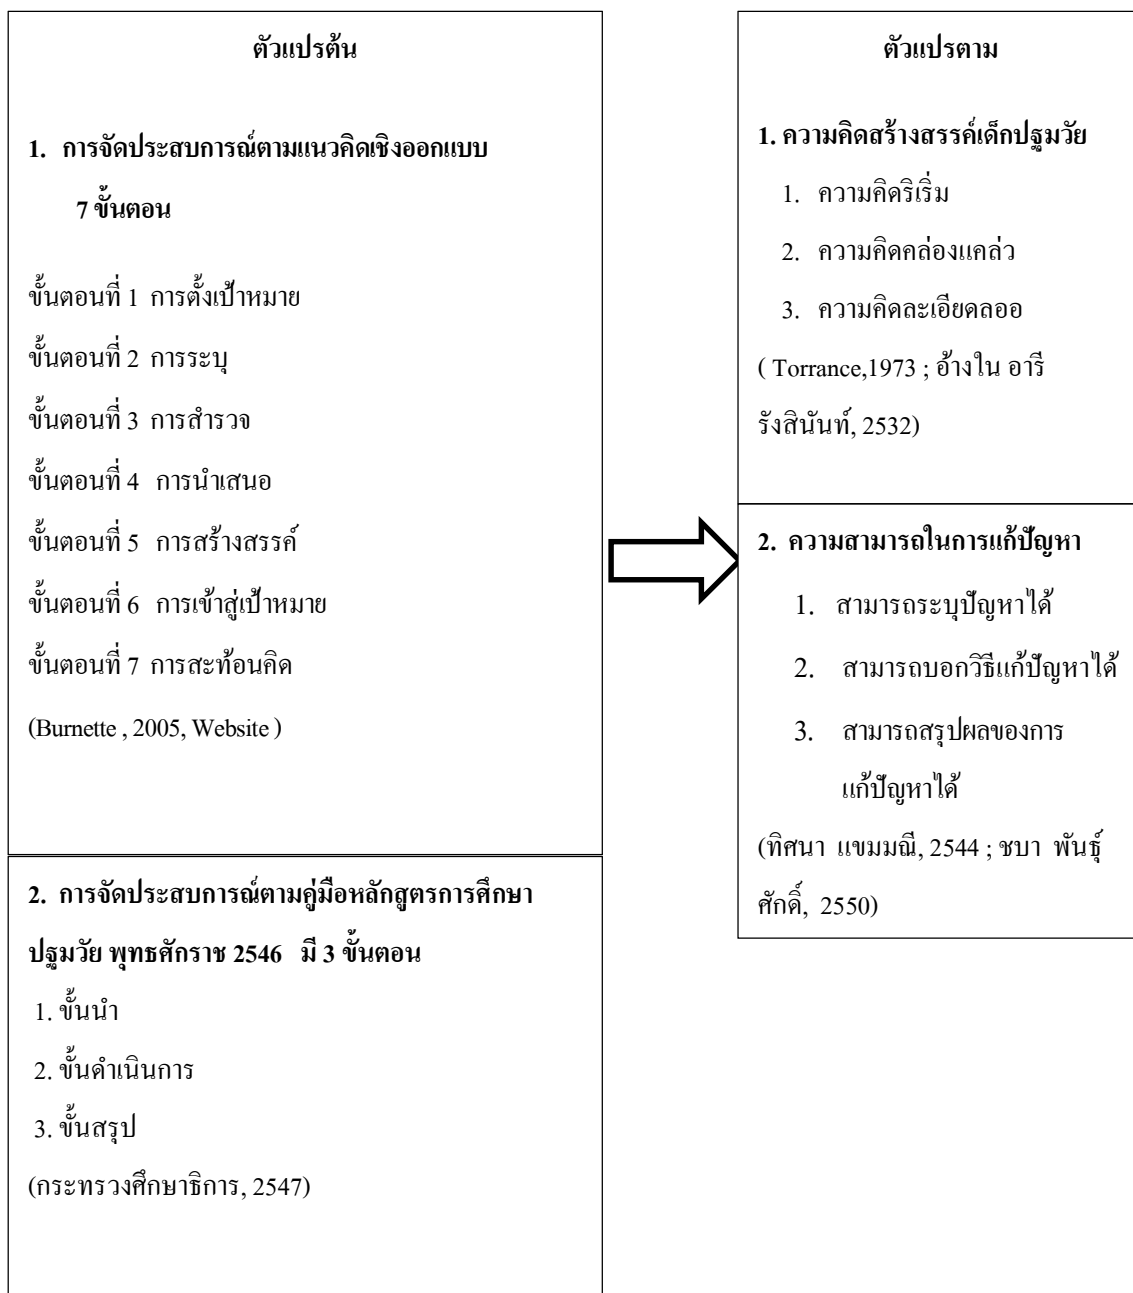 ตัวแปรต้น
1. การจัดประสบการณ์ตามแนวคิดเชิงออกแบบ
7 ขั้นตอน
ขั้นตอนที่ 1 การตั้งเป้าหมาย
ขั้นตอนที่ 2 การระบุ
ขั้นตอนที่ 3 การสำรวจ
ขั้นตอนที่ 4 การนำเสนอ
ขั้นตอนที่ 5 การสร้างสรรค์
ขั้นตอนที่ 6 การเข้าสู่เป้าหมาย
ขั้นตอนที่ 7 การสะท้อนคิด
(Burnette , 2005, Website )
2. การจัดประสบการณ์ตามคู่มือหลักสูตรการศึกษา
ปฐมวัย พุทธศักราช 2546 มี 3 ขั้นตอน
1. ขั้นนำ
2. ขั้นดำเนินการ
3. ขั้นสรุป
(กระทรวงศึกษาธิการ, 2547)
ตัวแปรตาม
1. ความคิดสร้างสรรค์เด็กปฐมวัย
1. ความคิดริเริ่ม
2. ความคิดคล่องแคล่ว
3. ความคิดละเอียดลออ
( Torrance,1973 ; อ้างใน อารี
รังสินันท์, 2532)
2. ความสามารถในการแก้ปัญหา
1. สามารถระบุปัญหาได้
2. สามารถบอกวิธีแก้ปัญหาได้
3. สามารถสรุปผลของการ
แก้ปัญหาได้
(ทิศนา แขมมณี, 2544 ; ชบา พันธุ์
ศักดิ์, 2550)